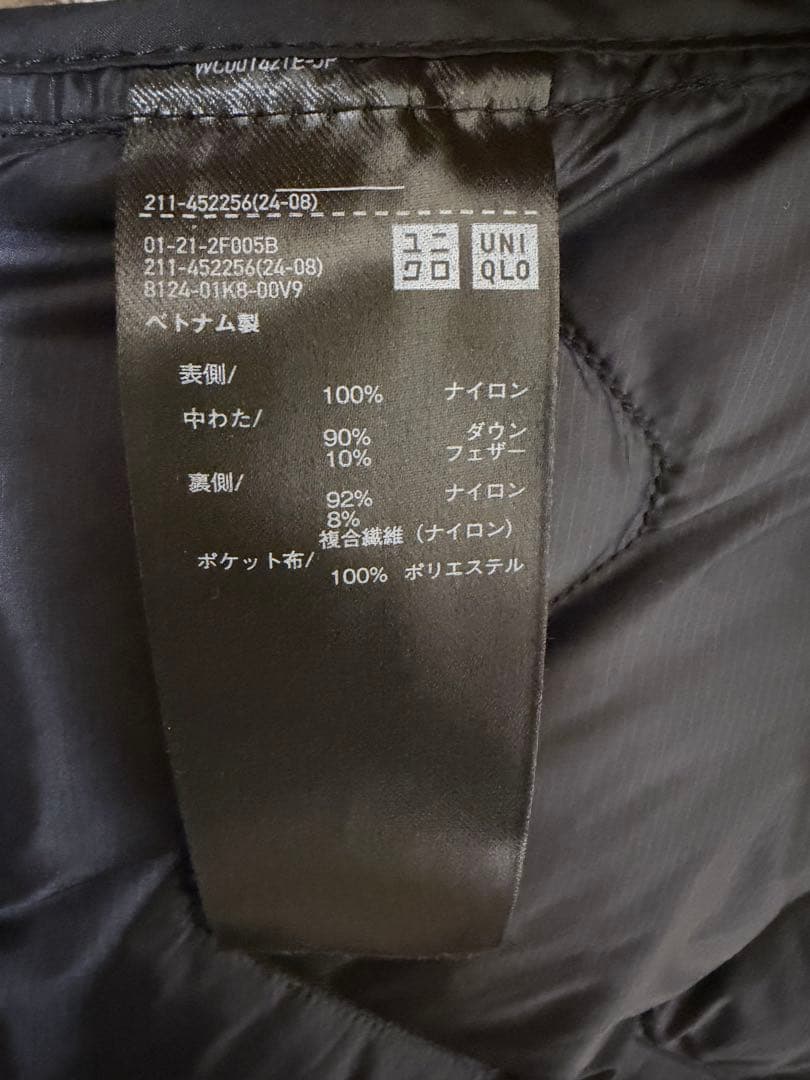 WC001421E-JP
211-452256(24-08)
01-21-2F005B
211-452256(24-08)
8124-01K8-00V9
ユニクロ
UNIQLO
ベトナム製
表側/
100% ナイロン
中わた/
90% ダウン
10% フェザー
裏側/
92% ナイロン
8%
複合繊維(ナイロン)
ポケット布/
100% ポリエステル